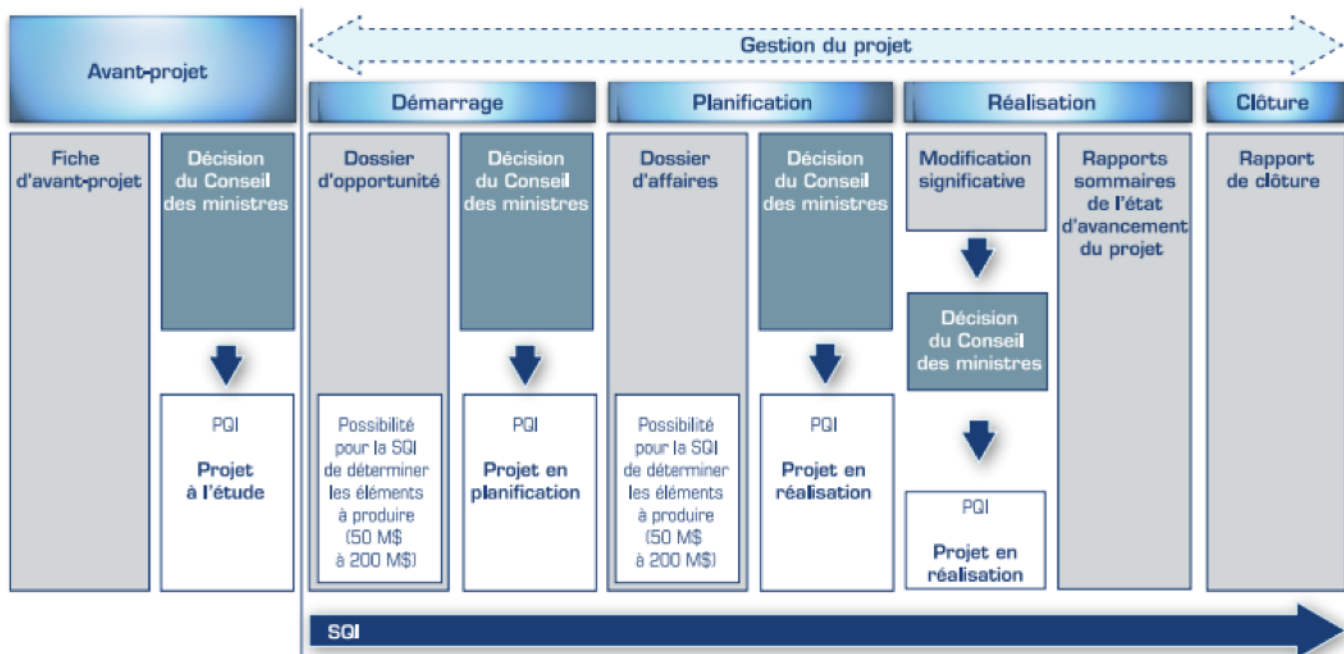 Avant-projet
Gestion du projet
Démarrage
Planification
Réalisation
Clôture
Fiche
d'avant-projet
Décision
du Conseil
des ministres
PQI
Projet
à l'étude
Dossier
d'opportunité
Possibilité
pour la SQI
de déterminer
les éléments
à produire
(50 M$
à 200 M$)
Décision
du Conseil
des ministres
PQI
Projet en
planification
Dossier
d'affaires
Possibilité
pour la SQI
de déterminer
les éléments
à produire
(50 M$
à 200 M$)
Décision
du Conseil
des ministres
PQI
Projet en
réalisation
Modification
significative
Décision
du Conseil
des ministres
PQI
Projet en
réalisation
Rapports
sommaires
de l'état
d'avancement
du projet
Rapport
de clôture
SQI